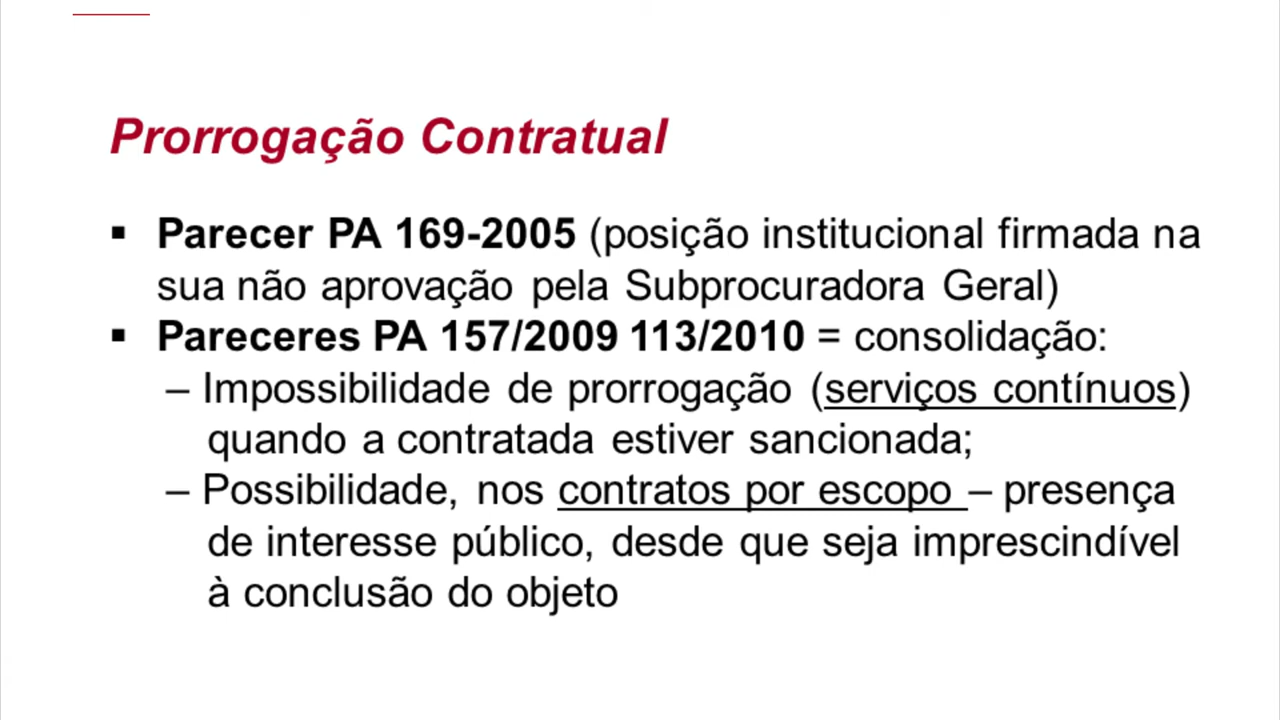 Prorrogação Contratual
▪ Parecer PA 169-2005 (posição institucional firmada na
sua não aprovação pela Subprocuradora Geral)
▪ Pareceres PA 157/2009 113/2010 = consolidação:
– Impossibilidade de prorrogação (serviços contínuos)
quando a contratada estiver sancionada;
– Possibilidade, nos contratos por escopo – presença
de interesse público, desde que seja imprescindível
à conclusão do objeto